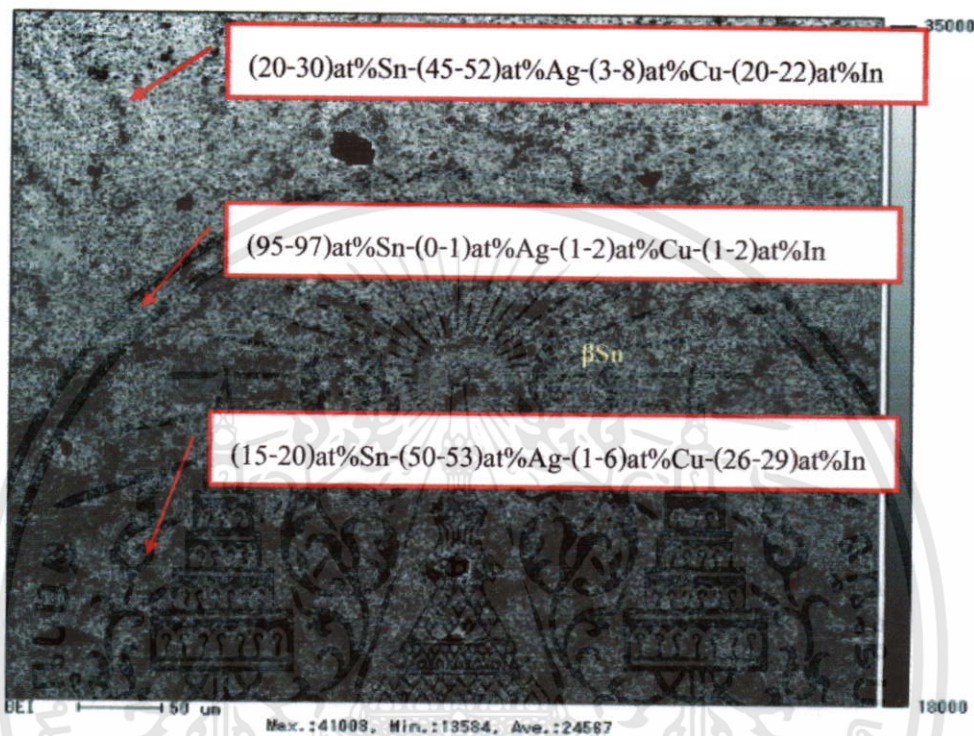 35000
(20-30)at%Sn-(45-52)at%Ag-(3-8)at%Cu-(20-22)at%In
(95-97)at%Sn-(0-1)at%Ag-(1-2)at%Cu-(1-2)at%In
βSn
(15-20)at%Sn-(50-53)at%Ag-(1-6)at%Cu-(26-29)at%In
BEI 50 um 18000
Max.:41008, Min.:13584, Ave.:24587